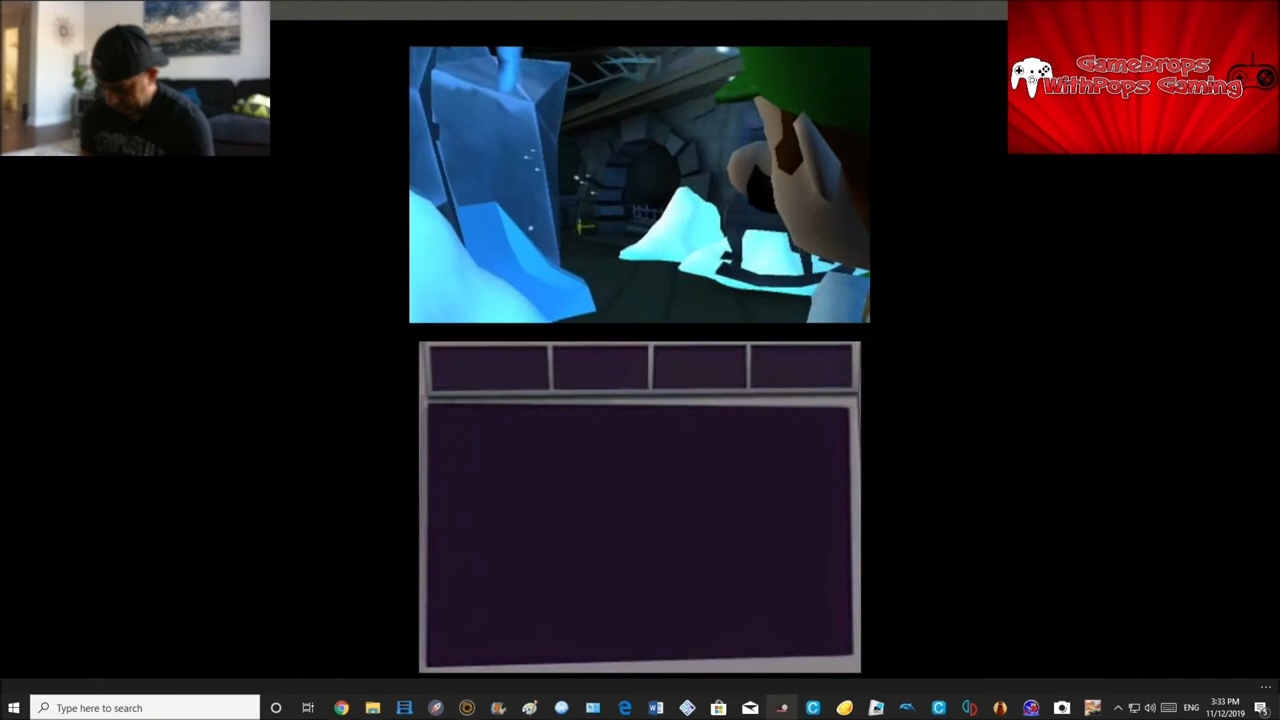 GameDrops
WithPops Gaming
Type here to search
ENG
3:33 PM
11/12/2019